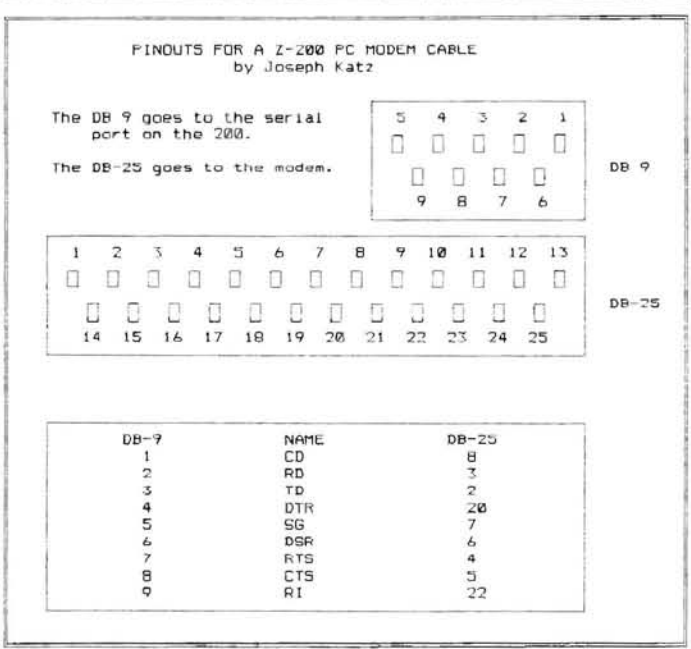 PINOUTS FOR A Z-200 PC MODEM CABLE
by Joseph Katz
The DB 9 goes to the serial
port on the 200.
The DB-25 goes to the modem.
5 4 3 2 1
9 8 7 6
DB 9
1 2 3 4 5 6 7 8 9 10 11 12 13
14 15 16 17 18 19 20 21 22 23 24 25
DB-25
DB-9 NAME DB-25
1 CD 8
2 RD 3
3 TD 2
4 DTR 20
5 SG 7
6 DSR 6
7 RTS 4
8 CTS 5
9 RI 22